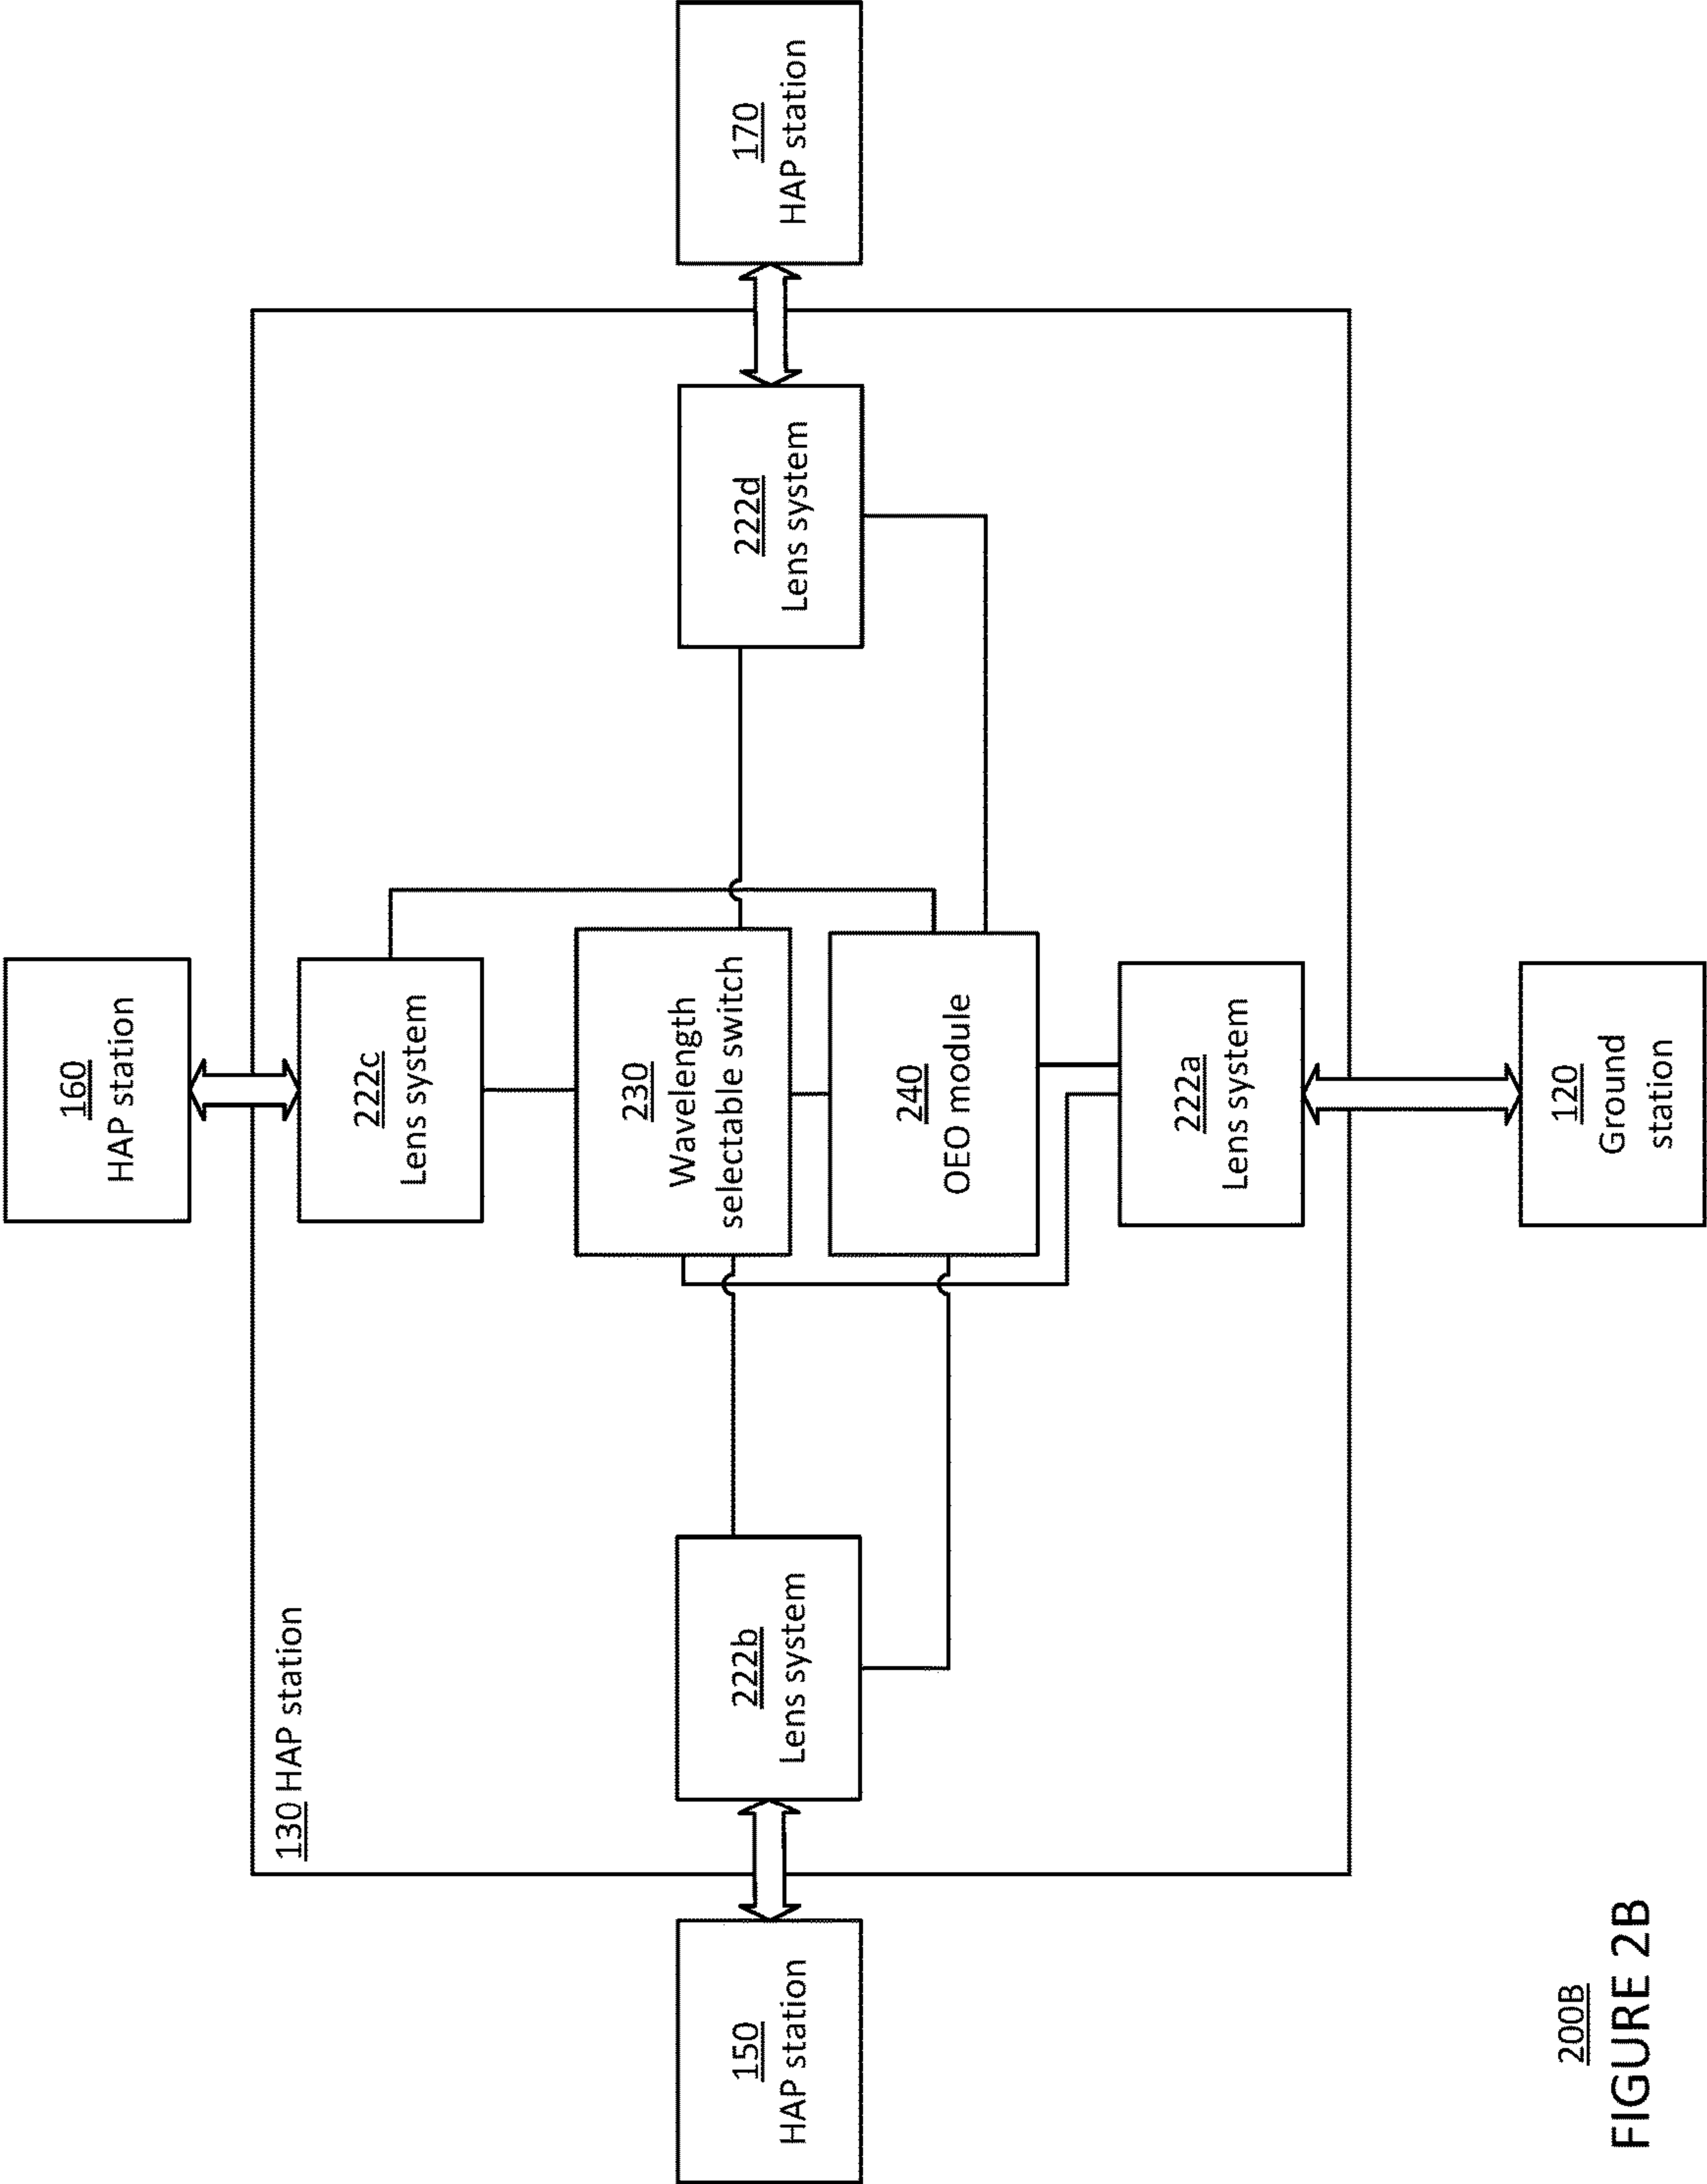 160
HAP station
130 HAP station
222c
Lens system
230
Wavelength
selectable switch
150
HAP station
222b
Lens system
222d
Lens system
170
HAP station
240
OEO module
222a
Lens system
120
Ground
station
200B
FIGURE 2B